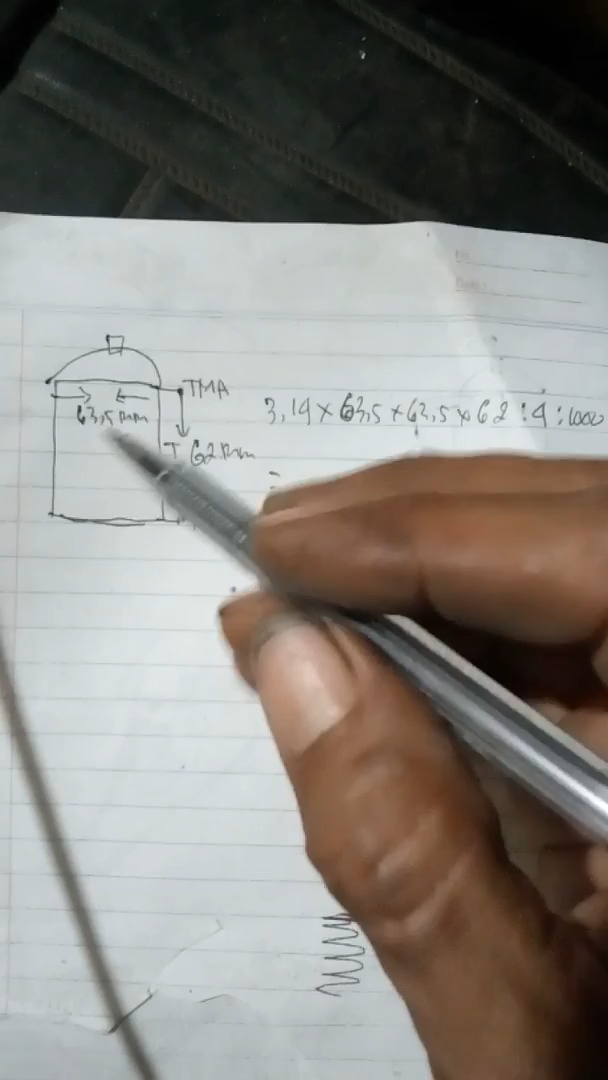 TMA
3,14 x 63,5 x 63,5 x 62 : 4 : 1000
63,5 mm
T 62 mm
=